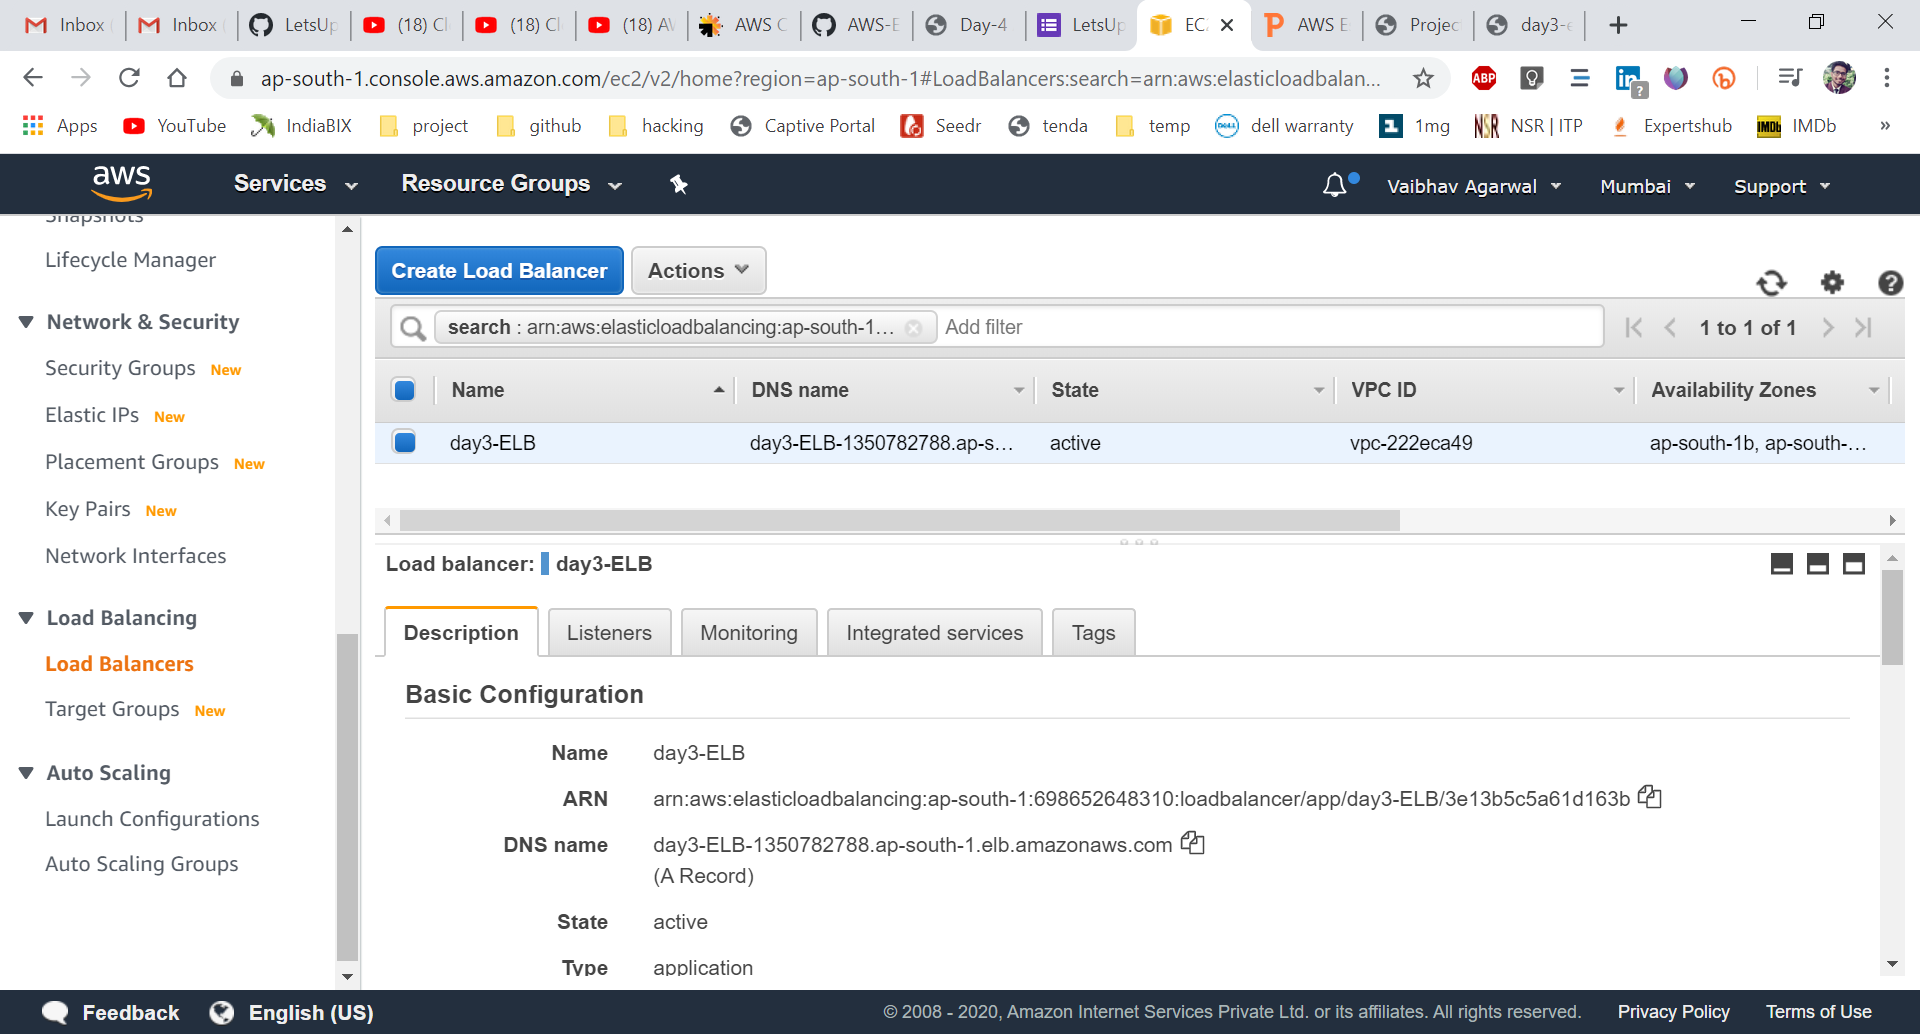 Inbox
Inbox
LetsUp
(18) Cl
(18) Cl
(18) A
AWS C
AWS-E
Day-4
LetsUp
EC2
AWS E
Projec
day3-e
ap-south-1.console.aws.amazon.com/ec2/v2/home?region=ap-south-1#LoadBalancers:search=arn:aws:elasticloadbalan...
ABP
Apps
YouTube
IndiaBIX
project
github
hacking
Captive Portal
Seedr
tenda
temp
dell warranty
1mg
NSR | ITP
Expertshub
IMDb
aws
Services
Resource Groups
Vaibhav Agarwal
Mumbai
Support
Snapshots
Lifecycle Manager
Network & Security
Security Groups New
Elastic IPs New
Placement Groups New
Key Pairs New
Network Interfaces
Load Balancing
Load Balancers
Target Groups New
Auto Scaling
Launch Configurations
Auto Scaling Groups
Create Load Balancer
Actions
search : arn:aws:elasticloadbalancing:ap-south-1...
Add filter
1 to 1 of 1
Name DNS name State VPC ID Availability Zones
day3-ELB day3-ELB-1350782788.ap-s... active vpc-222eca49 ap-south-1b, ap-south-...
Load balancer: day3-ELB
Description Listeners Monitoring Integrated services Tags
Basic Configuration
Name day3-ELB
ARN arn:aws:elasticloadbalancing:ap-south-1:698652648310:loadbalancer/app/day3-ELB/3e13b5c5a61d163b
DNS name day3-ELB-1350782788.ap-south-1.elb.amazonaws.com
(A Record)
State active
Type application
Feedback
English (US)
© 2008 - 2020, Amazon Internet Services Private Ltd. or its affiliates. All rights reserved.
Privacy Policy
Terms of Use